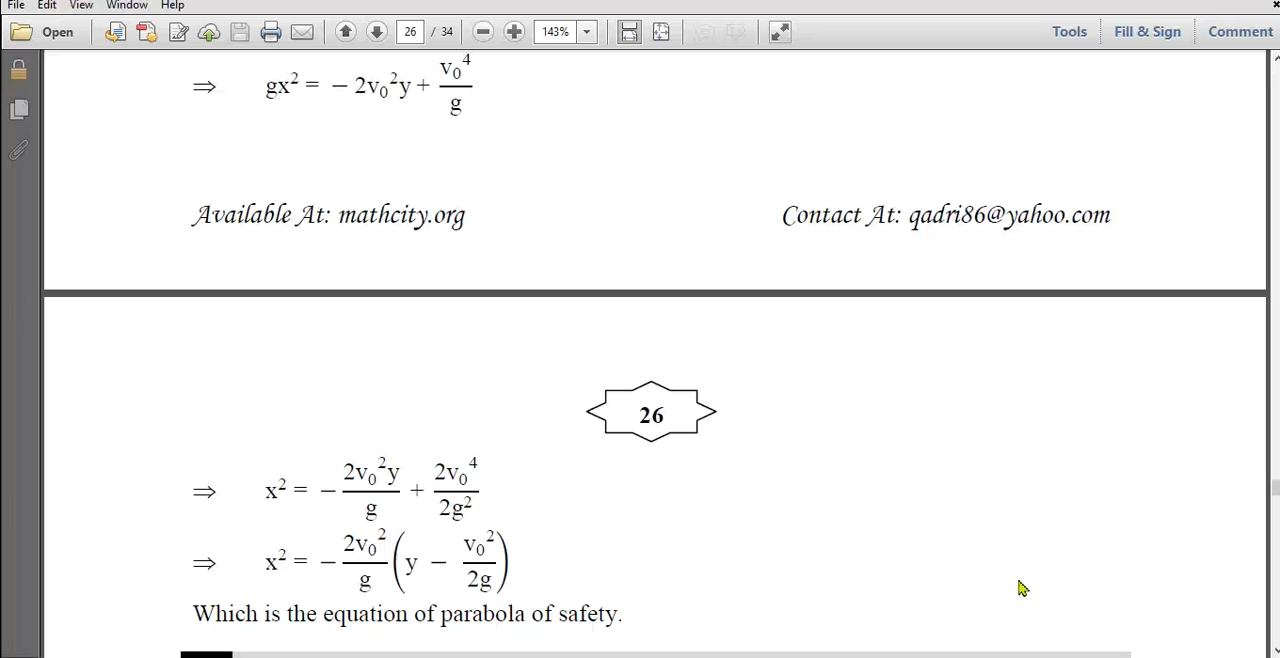 File Edit View Window Help
Open 26 / 34 143% Tools Fill & Sign Comment
⇒ gx² = − 2v₀²y + v₀⁴/g
Available At: mathcity.org Contact At: qadri86@yahoo.com
26
⇒ x² = − 2v₀²y/g + 2v₀⁴/2g²
⇒ x² = − 2v₀²/g (y − v₀²/2g)
Which is the equation of parabola of safety.